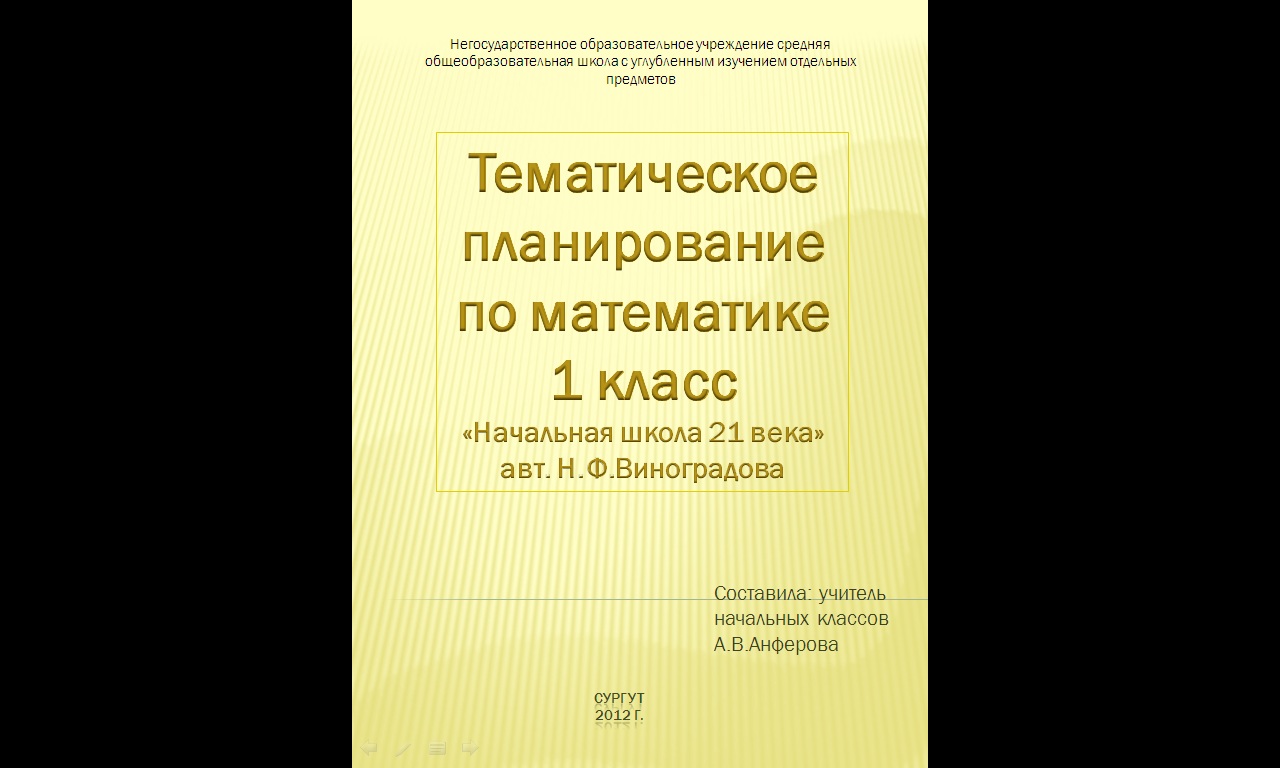 Негосударственное образовательное учреждение средняя
общеобразовательная школа с углубленным изучением отдельных
предметов
Тематическое
планирование
по математике
1 класс
«Начальная школа 21 века»
авт. Н.Ф.Виноградова
Составила: учитель
начальных классов
А.В.Анферова
СУРГУТ
2012 Г.